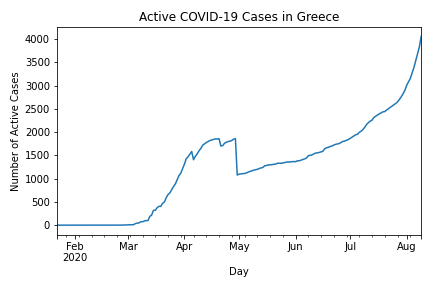 Active COVID-19 Cases in Greece
Number of Active Cases
4000
3500
3000
2500
2000
1500
1000
500
0
Feb Mar Apr May Jun Jul Aug
2020
Day